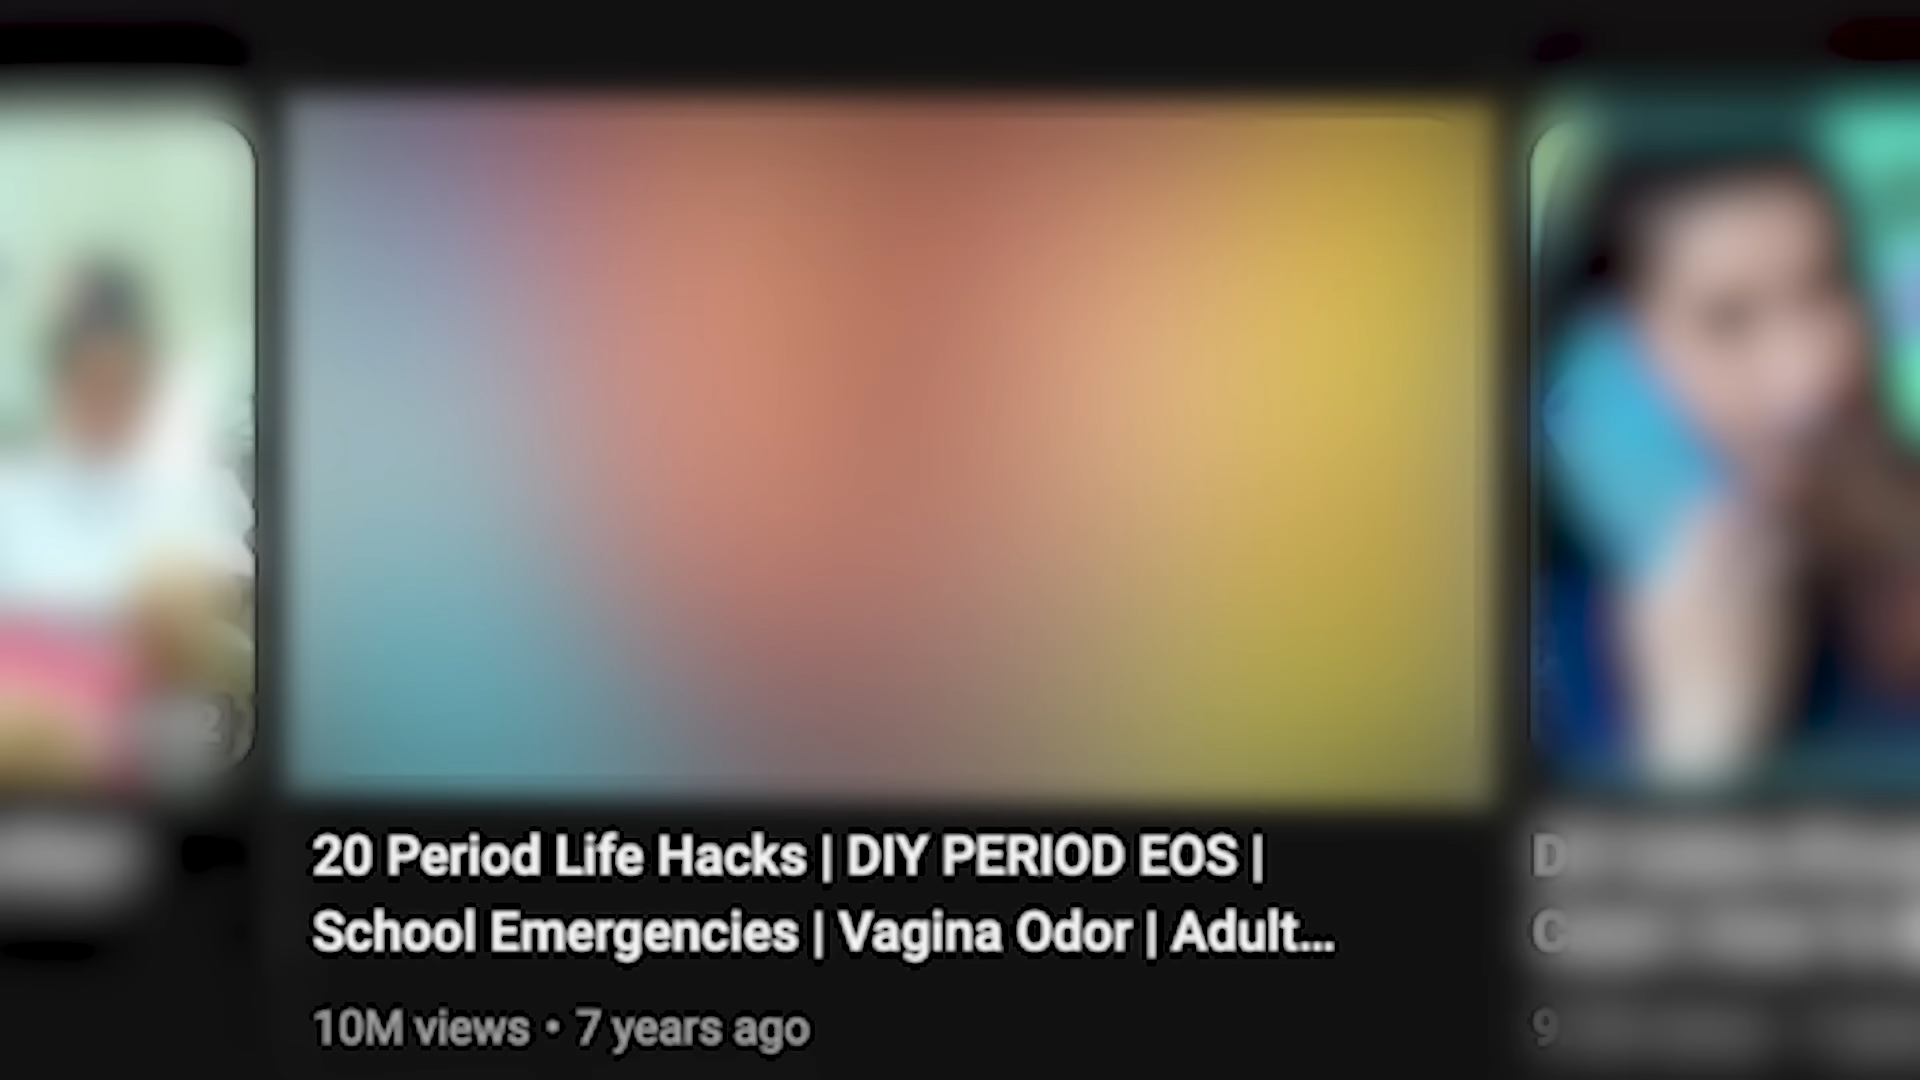 20 Period Life Hacks | DIY PERIOD EOS |
School Emergencies | Vagina Odor | Adult...
10M views • 7 years ago